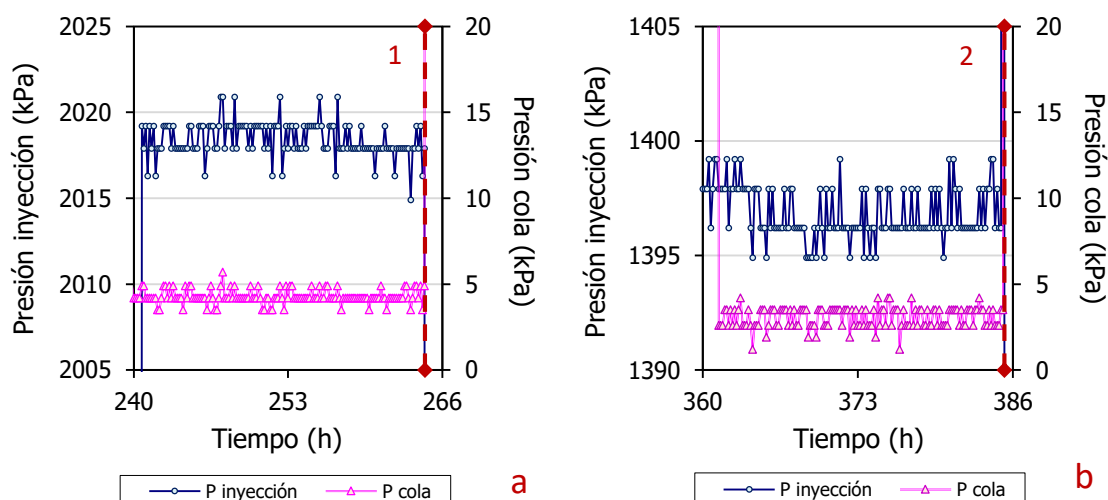 Presión inyección (kPa)
2025
2020
2015
2010
2005
1
20
15
10
5
0
Presión cola (kPa)
240
253
266
Tiempo (h)
P inyección
P cola
a
Presión inyección (kPa)
1405
1400
1395
1390
2
20
15
10
5
0
Presión cola (kPa)
360
373
386
Tiempo (h)
P inyección
P cola
b